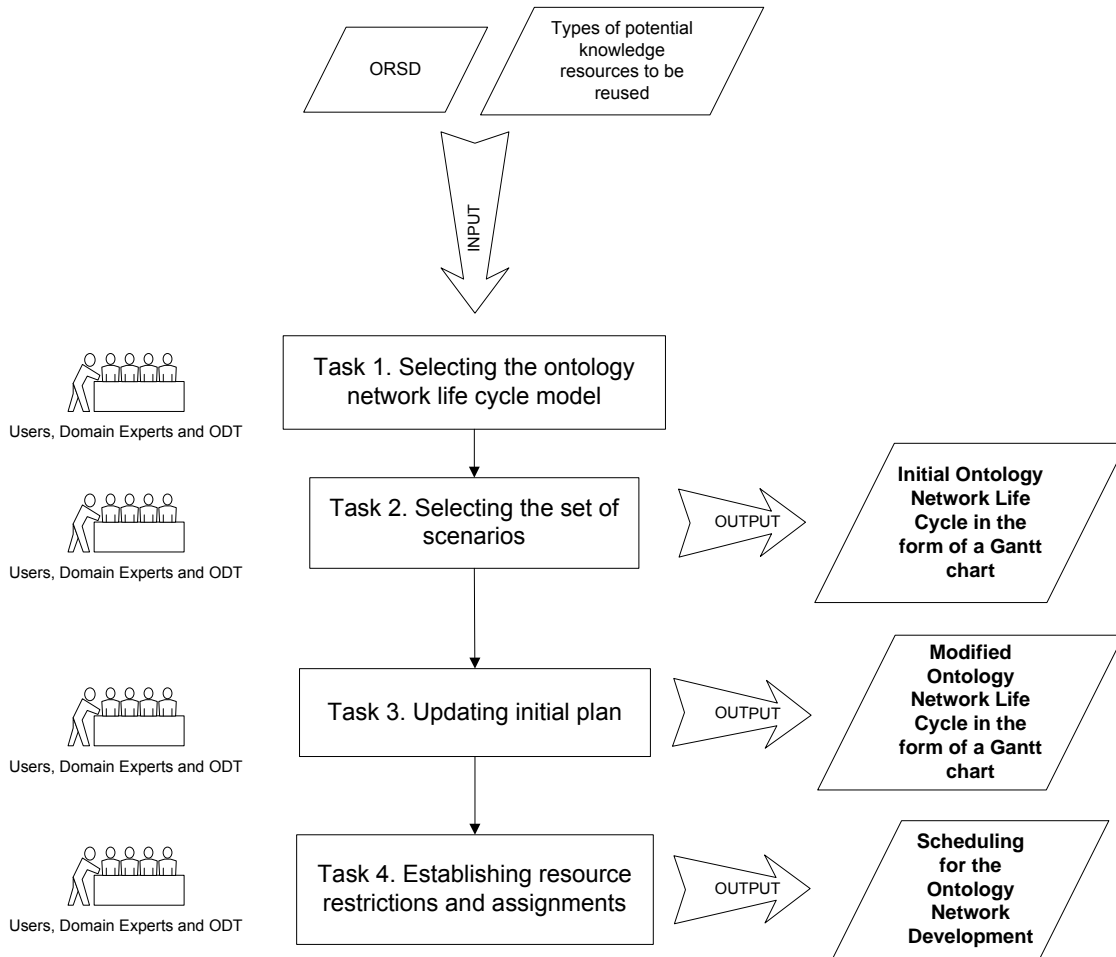 ORSD
Types of potential
knowledge
resources to be
reused
INPUT
Task 1. Selecting the ontology
network life cycle model
Users, Domain Experts and ODT
Task 2. Selecting the set of
scenarios
Users, Domain Experts and ODT
OUTPUT
Initial Ontology
Network Life
Cycle in the
form of a Gantt
chart
Task 3. Updating initial plan
Users, Domain Experts and ODT
OUTPUT
Modified
Ontology
Network Life
Cycle in the
form of a Gantt
chart
Task 4. Establishing resource
restrictions and assignments
Users, Domain Experts and ODT
OUTPUT
Scheduling
for the
Ontology
Network
Development